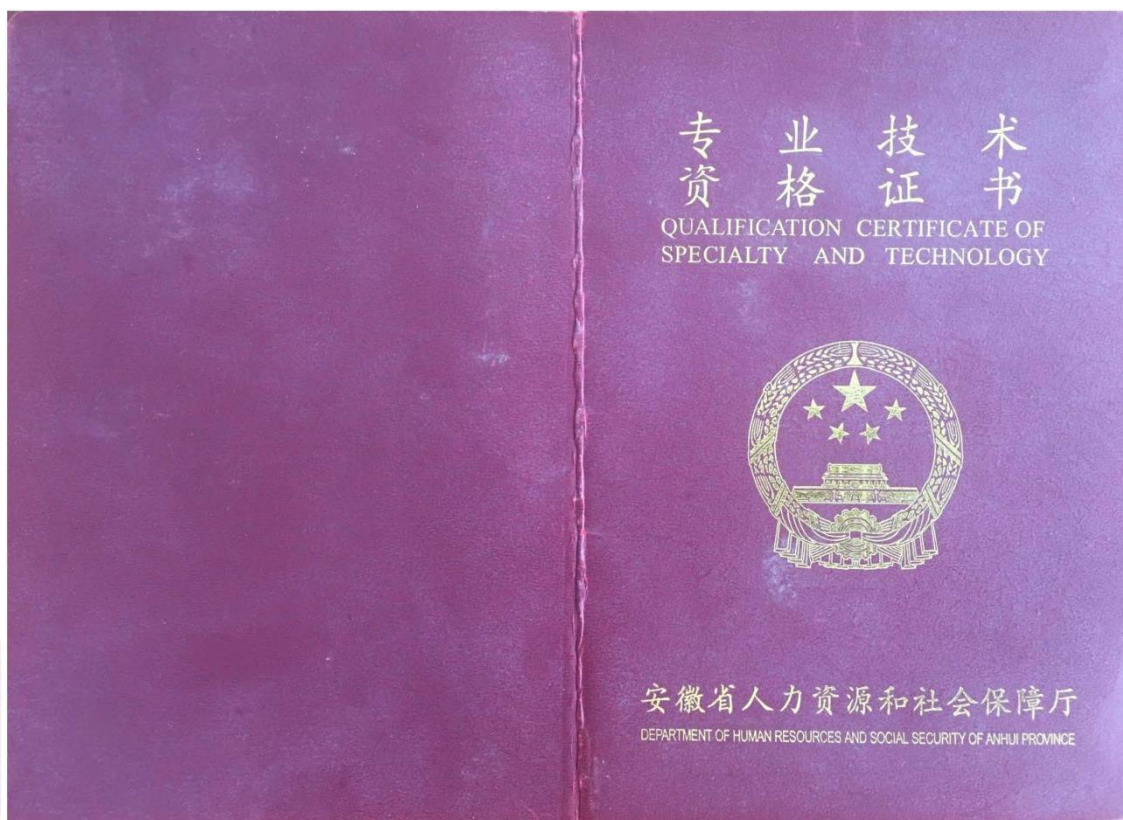 专业技术
资格证书
QUALIFICATION CERTIFICATE OF
SPECIALTY AND TECHNOLOGY
安徽省人力资源和社会保障厅
DEPARTMENT OF HUMAN RESOURCES AND SOCIAL SECURITY OF ANHUI PROVINCE